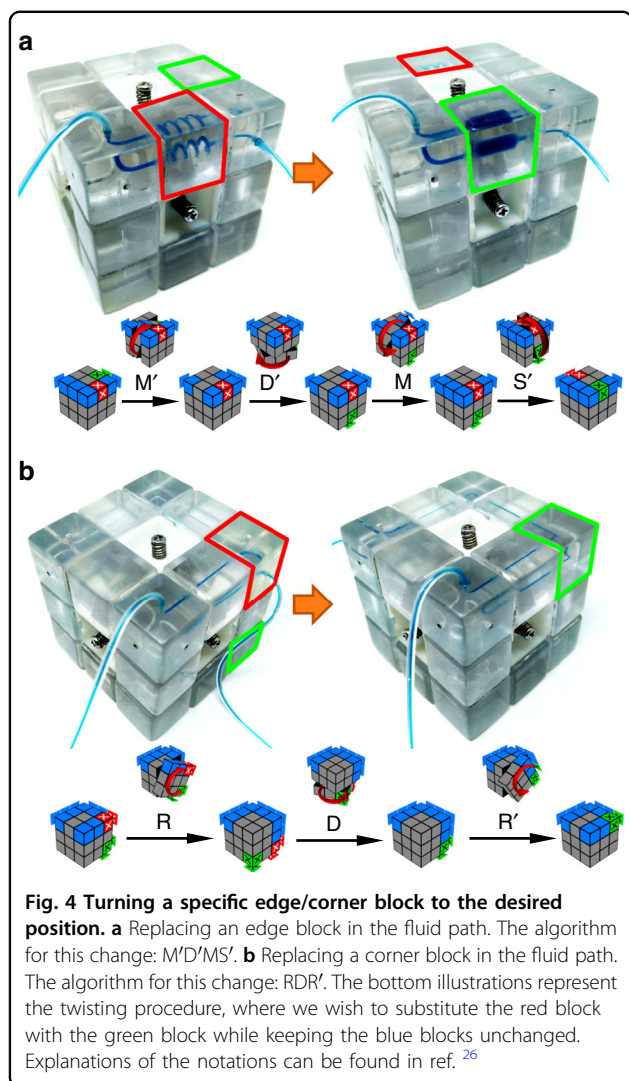 a
M′ D′ M S′
b
R D R′
Fig. 4 Turning a specific edge/corner block to the desired
position. a Replacing an edge block in the fluid path. The algorithm
for this change: M′D′MS′. b Replacing a corner block in the fluid path.
The algorithm for this change: RDR′. The bottom illustrations represent
the twisting procedure, where we wish to substitute the red block
with the green block while keeping the blue blocks unchanged.
Explanations of the notations can be found in ref. 26